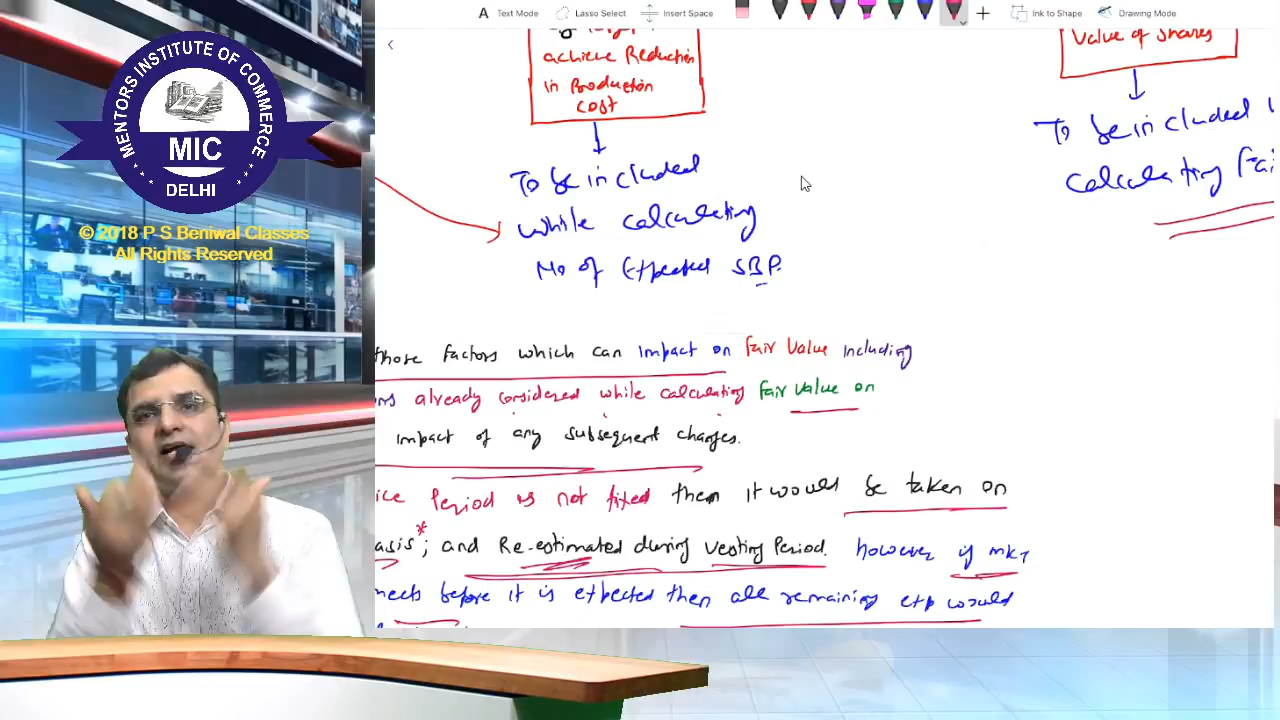 Text Mode
Lasso Select
Insert Space
Ink to Shape
Drawing Mode
MENTORS INSTITUTE OF COMMERCE
MIC
DELHI
© 2018 P S Beniwal Classes
All Rights Reserved
achieve Reduction
in Production
cost
To be included
while calculating
No of Expected SBP.
Value of Shares
To be included
calculating Fai
those factors which can impact on fair value including
ons already considered while calculating fair value on
impact of any subsequent changes.
ice Period is not fixed then it would be taken on
asis*; and Re-estimated during vesting Period. however if mkt
meets before it is expected then all remaining exp would